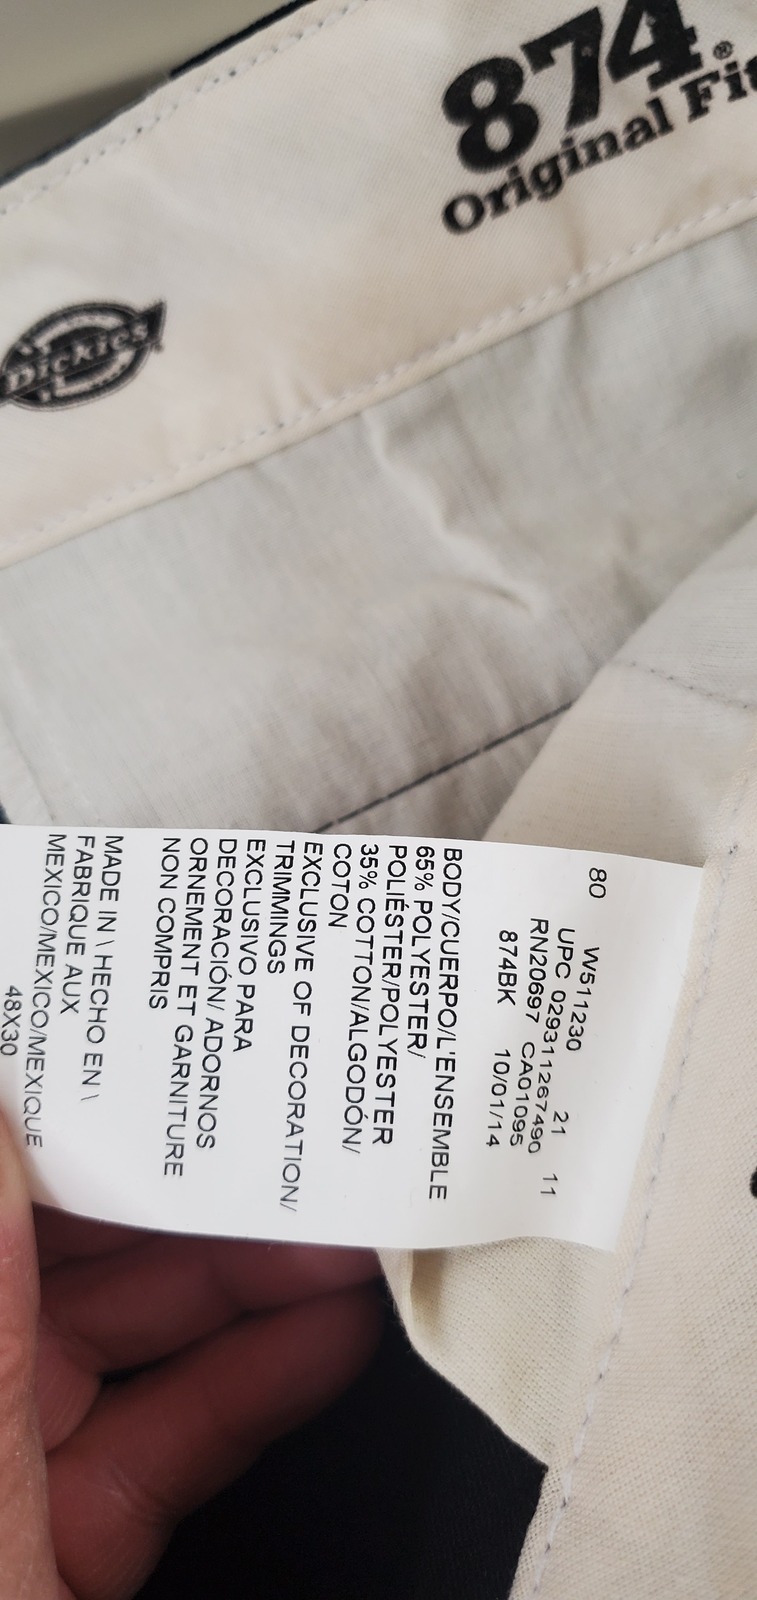 874®
Original Fit
Dickies
80 W511230 21 11
UPC 029311267490
RN20697 CA01095
874BK 10/01/14
BODY/CUERPO/L'ENSEMBLE
65% POLYESTER/
POLIÉSTER/POLYESTER
35% COTTON/ALGODÓN/
COTON
EXCLUSIVE OF DECORATION/
TRIMMINGS
EXCLUSIVO PARA
DECORACIÓN/ ADORNOS
ORNEMENT ET GARNITURE
NON COMPRIS
MADE IN \ HECHO EN \
FABRIQUE AUX
MEXICO/MEXICO/MEXIQUE
48X30